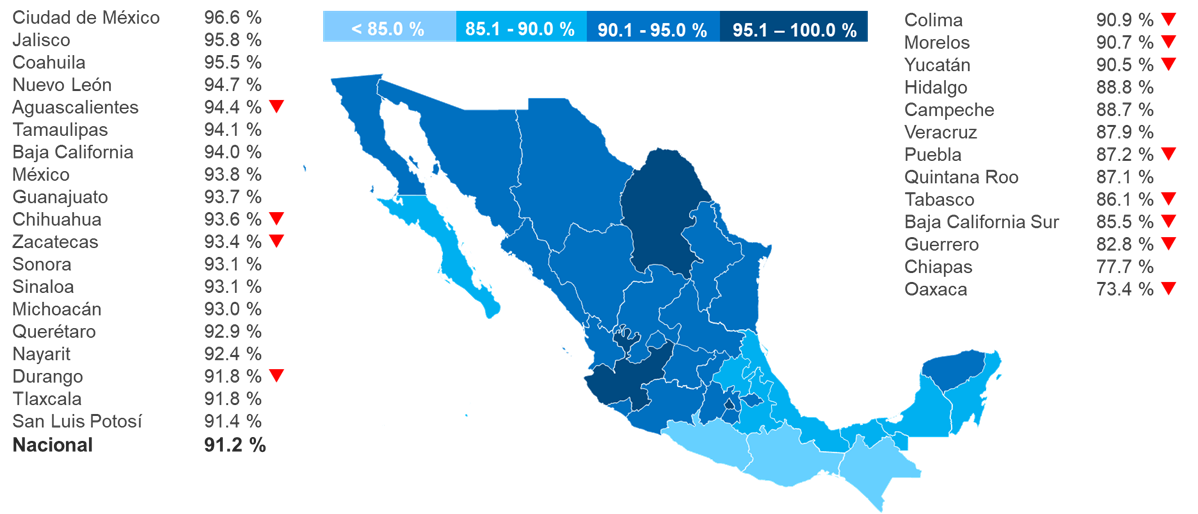 Ciudad de México 96.6 %
Jalisco 95.8 %
Coahuila 95.5 %
Nuevo León 94.7 %
Aguascalientes 94.4 %
Tamaulipas 94.1 %
Baja California 94.0 %
México 93.8 %
Guanajuato 93.7 %
Chihuahua 93.6 %
Zacatecas 93.4 %
Sonora 93.1 %
Sinaloa 93.1 %
Michoacán 93.0 %
Querétaro 92.9 %
Nayarit 92.4 %
Durango 91.8 %
Tlaxcala 91.8 %
San Luis Potosí 91.4 %
Nacional 91.2 %
< 85.0 % 85.1 - 90.0 % 90.1 - 95.0 % 95.1 – 100.0 %
Colima 90.9 %
Morelos 90.7 %
Yucatán 90.5 %
Hidalgo 88.8 %
Campeche 88.7 %
Veracruz 87.9 %
Puebla 87.2 %
Quintana Roo 87.1 %
Tabasco 86.1 %
Baja California Sur 85.5 %
Guerrero 82.8 %
Chiapas 77.7 %
Oaxaca 73.4 %